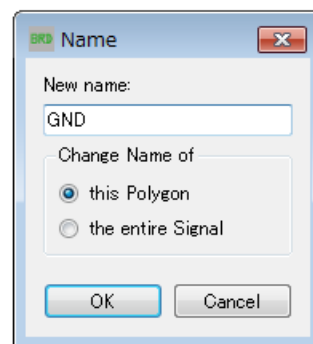 BRD Name
New name:
GND
Change Name of
this Polygon
the entire Signal
OK Cancel